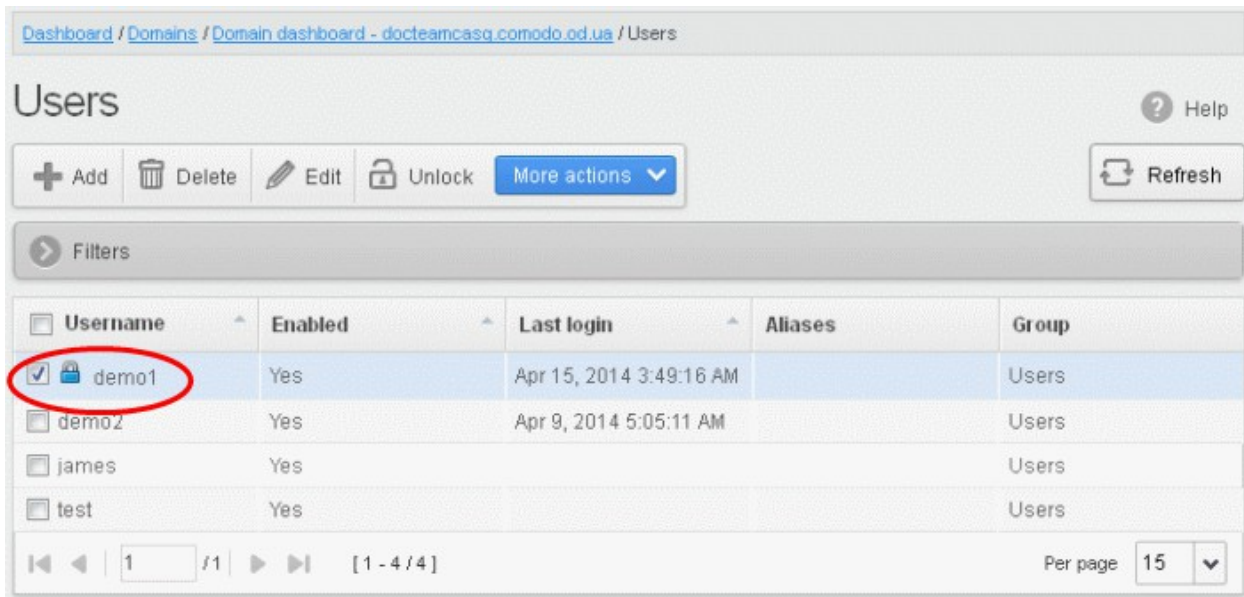 Dashboard / Domains / Domain dashboard - docteamcasg.comodo.od.ua / Users
Users
Help
Add Delete Edit Unlock More actions Refresh
Filters
Username Enabled Last login Aliases Group
demo1 Yes Apr 15, 2014 3:49:16 AM Users
demo2 Yes Apr 9, 2014 5:05:11 AM Users
james Yes Users
test Yes Users
1 /1 [1 - 4 / 4] Per page 15